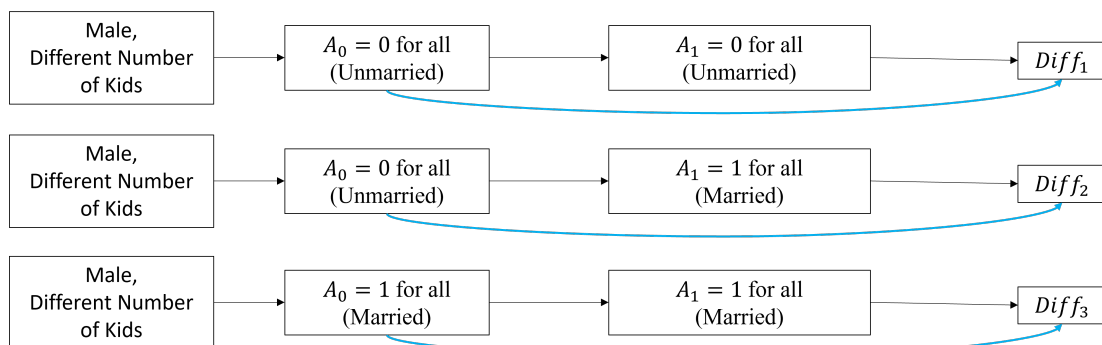 Male,
Different Number
of Kids
A₀ = 0 for all
(Unmarried)
A₁ = 0 for all
(Unmarried)
Diff₁
Male,
Different Number
of Kids
A₀ = 0 for all
(Unmarried)
A₁ = 1 for all
(Married)
Diff₂
Male,
Different Number
of Kids
A₀ = 1 for all
(Married)
A₁ = 1 for all
(Married)
Diff₃